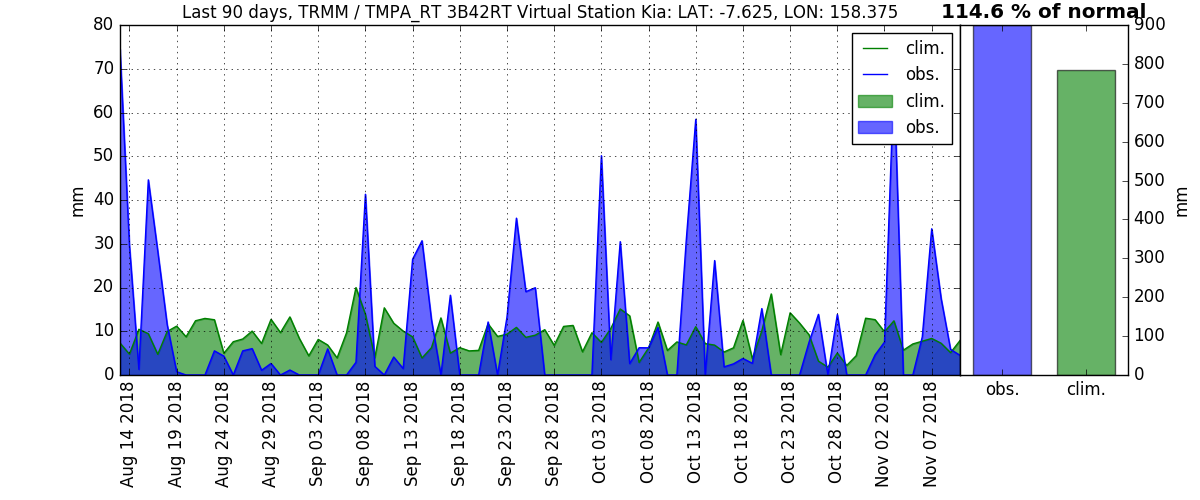 Last 90 days, TRMM / TMPA_RT 3B42RT Virtual Station Kia: LAT: -7.625, LON: 158.375
114.6 % of normal
80
70
60
50
40
30
20
10
0
mm
clim.
obs.
clim.
obs.
900
800
700
600
500
400
300
200
100
0
mm
obs.
clim.
Aug 14 2018
Aug 19 2018
Aug 24 2018
Aug 29 2018
Sep 03 2018
Sep 08 2018
Sep 13 2018
Sep 18 2018
Sep 23 2018
Sep 28 2018
Oct 03 2018
Oct 08 2018
Oct 13 2018
Oct 18 2018
Oct 23 2018
Oct 28 2018
Nov 02 2018
Nov 07 2018